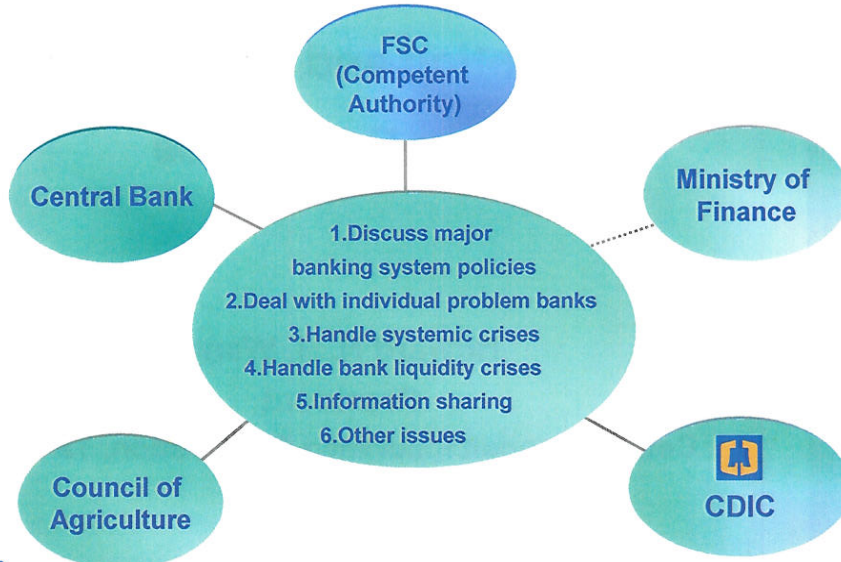 FSC
(Competent
Authority)
Central Bank
Ministry of
Finance
1.Discuss major
banking system policies
2.Deal with individual problem banks
3.Handle systemic crises
4.Handle bank liquidity crises
5.Information sharing
6.Other issues
Council of
Agriculture
CDIC